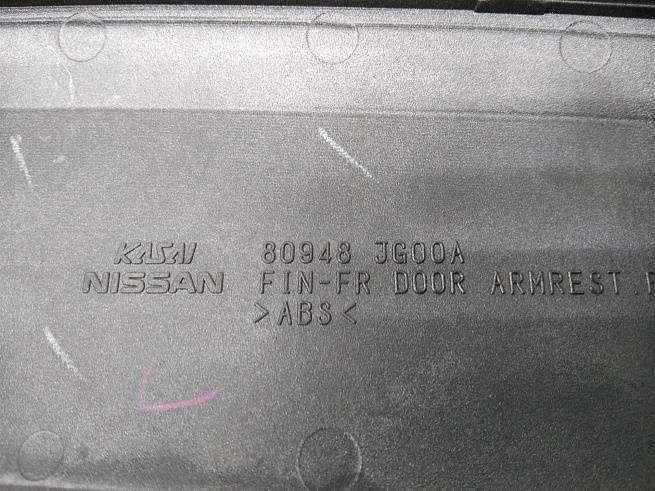 KASAI 80948 JG00A
NISSAN FIN-FR DOOR ARMREST.
>ABS<